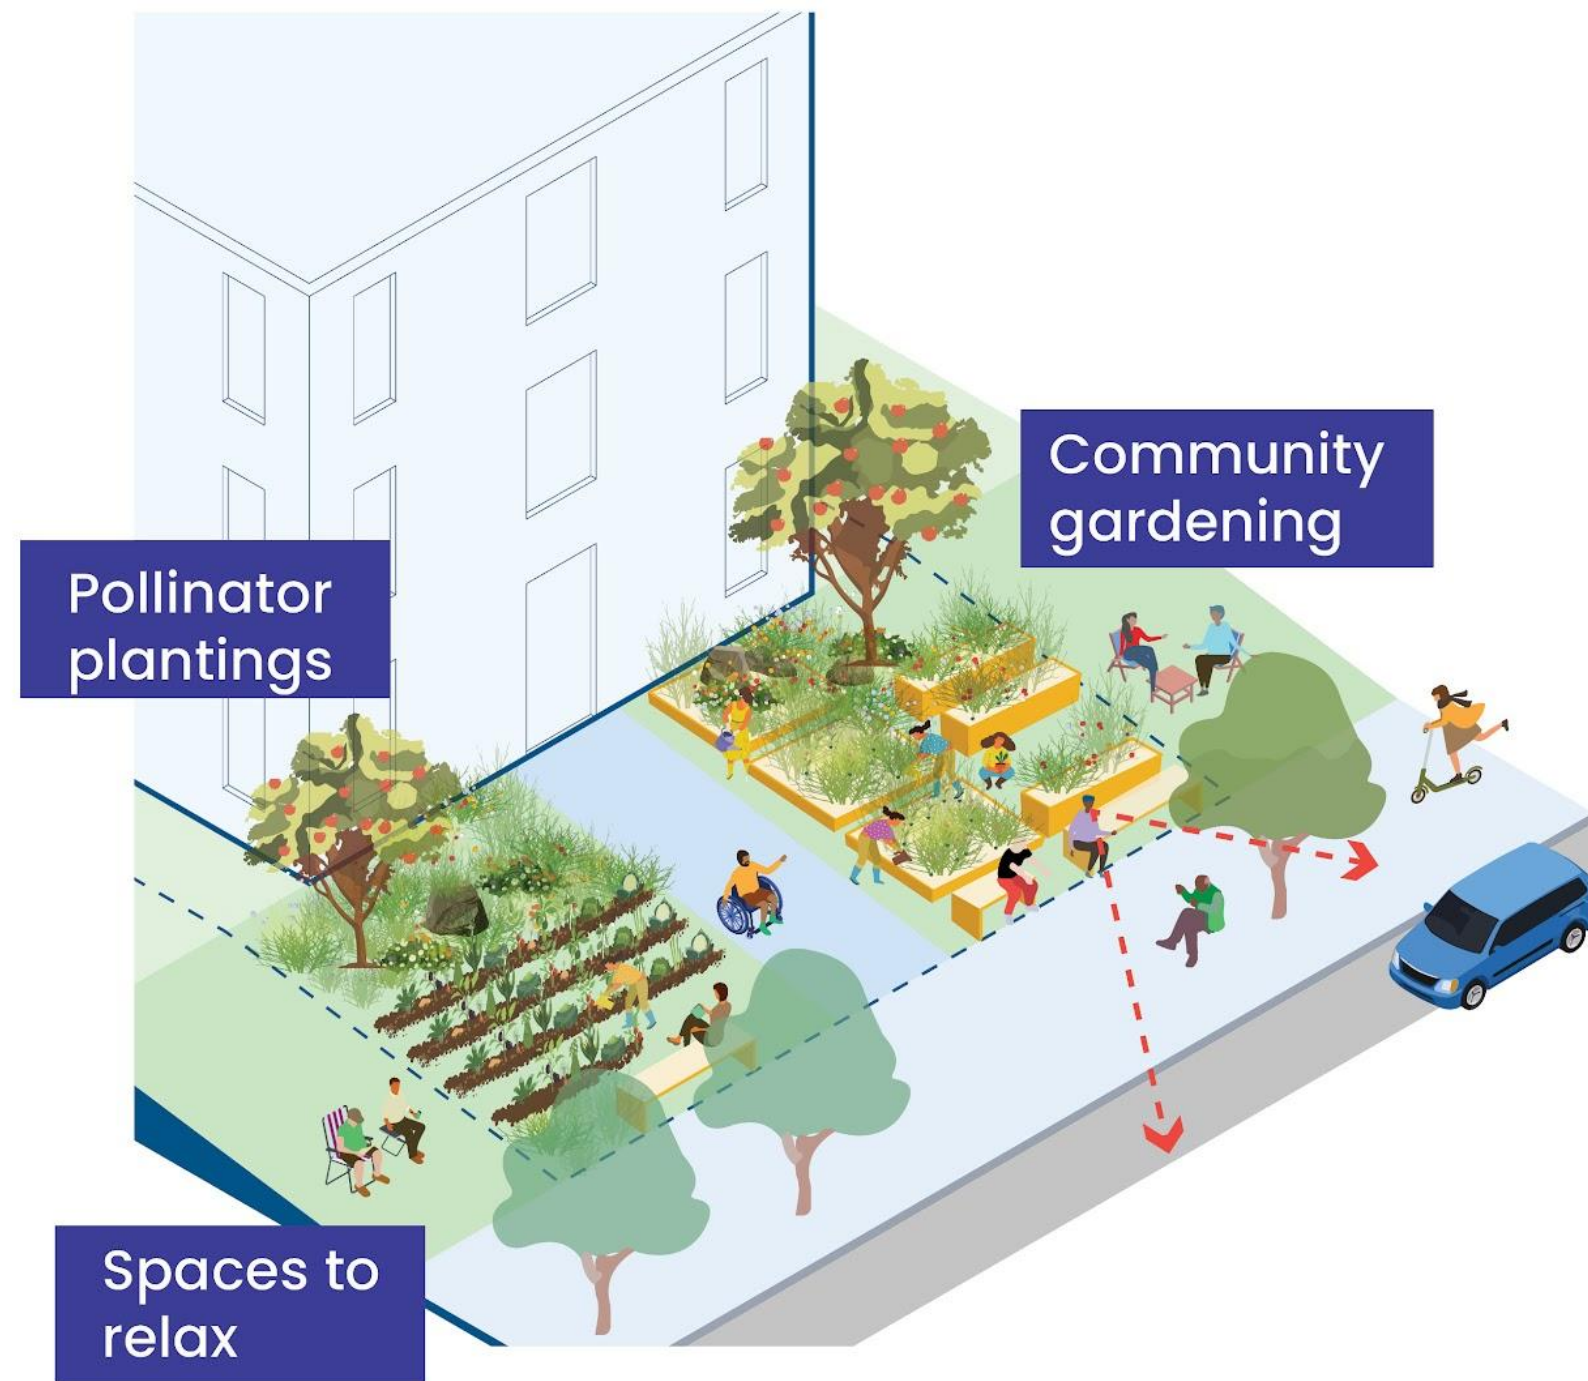 Community
gardening
Pollinator
plantings
Spaces to
relax